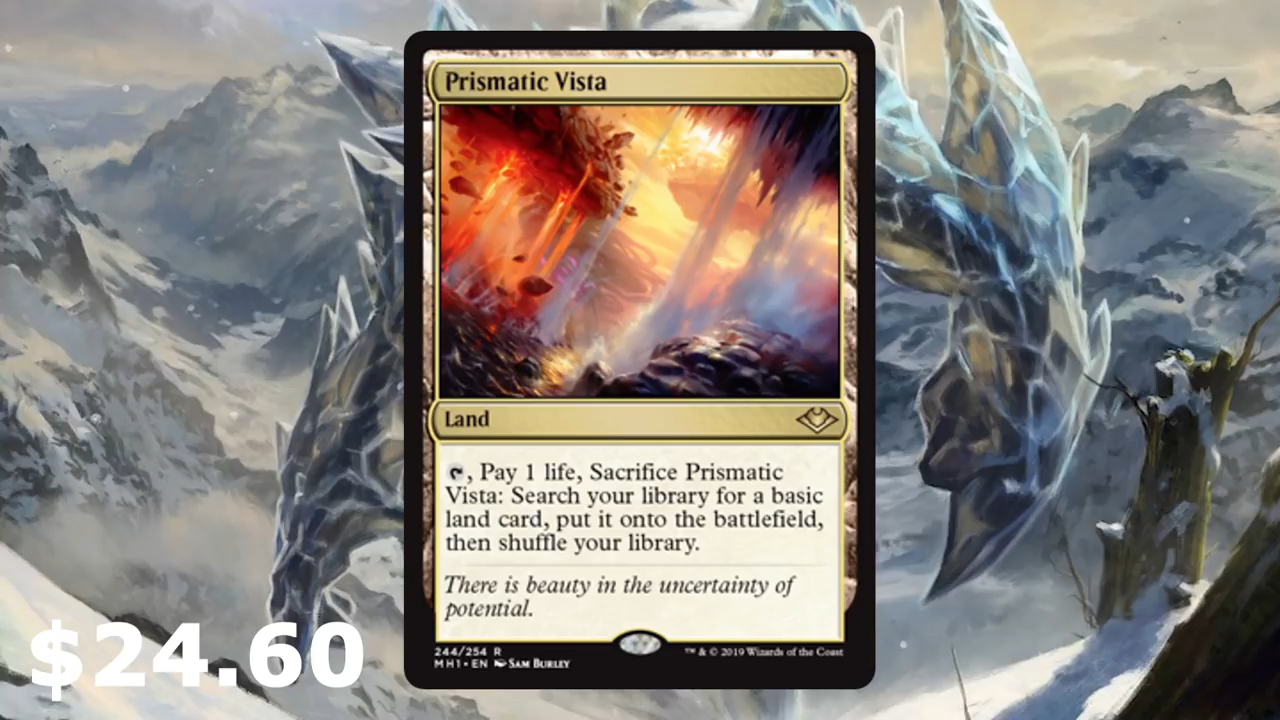 Prismatic Vista
Land
, Pay 1 life, Sacrifice Prismatic
Vista: Search your library for a basic
land card, put it onto the battlefield,
then shuffle your library.
There is beauty in the uncertainty of
potential.
244/254 R
MH1 • EN Sam Burley
™ & © 2019 Wizards of the Coast
$24.60